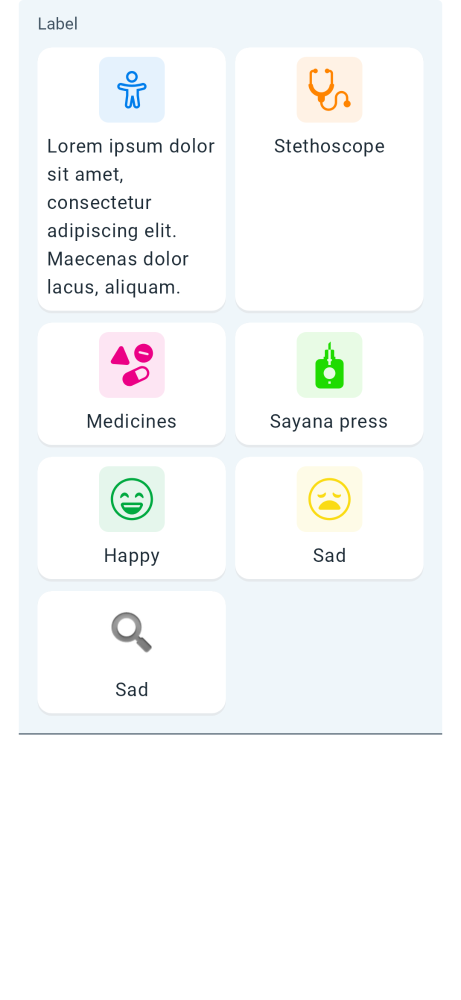 Label
Lorem ipsum dolor
sit amet,
consectetur
adipiscing elit.
Maecenas dolor
lacus, aliquam.
Stethoscope
Medicines
Sayana press
Happy
Sad
Sad